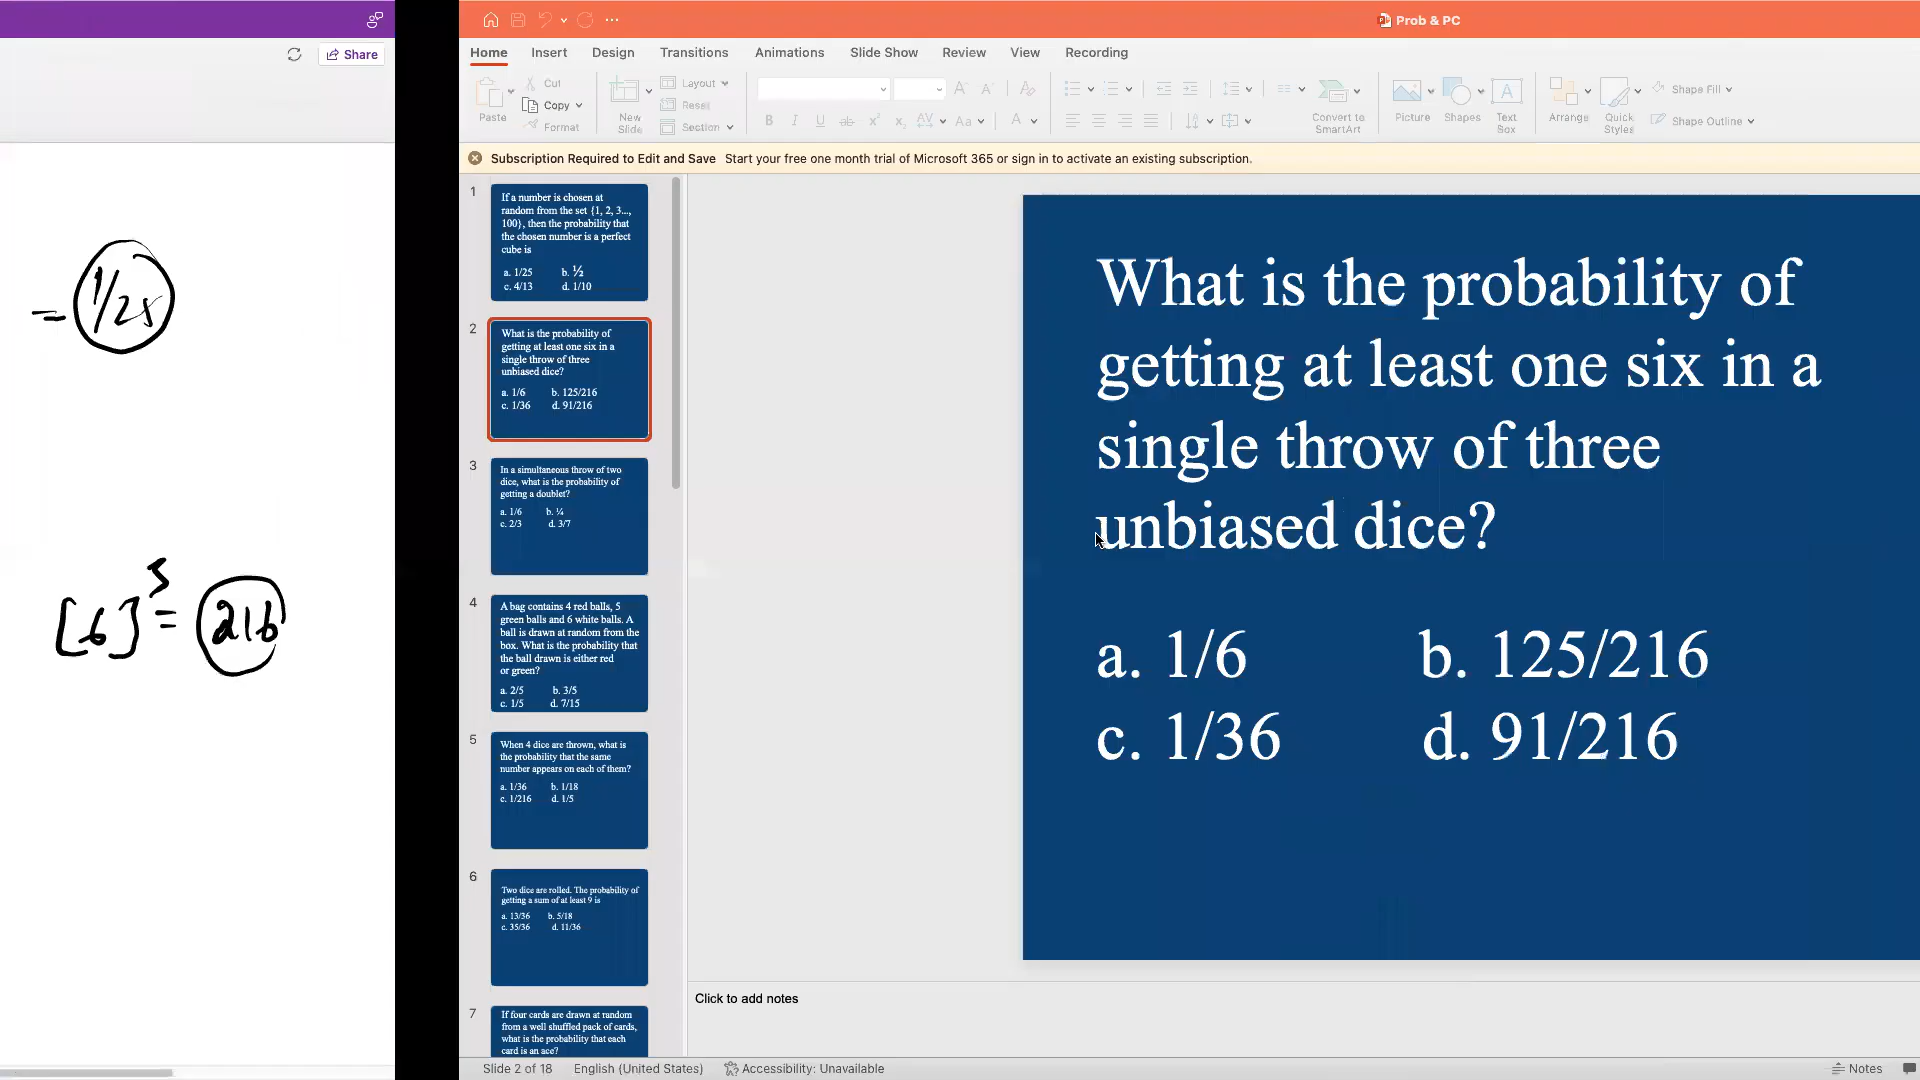 Share
= 1/25
[6]³ = 216
Prob & PC
Home Insert Design Transitions Animations Slide Show Review View Recording
Paste
Cut
Copy
Format
New Slide
Layout
Reset
Section
B I U ab x² x₂ AV Aa A
Convert to SmartArt
Picture
Shapes
Text Box
Arrange
Quick Styles
Shape Fill
Shape Outline
Subscription Required to Edit and Save Start your free one month trial of Microsoft 365 or sign in to activate an existing subscription.
1
If a number is chosen at
random from the set {1, 2, 3...,
100}, then the probability that
the chosen number is a perfect
cube is
a. 1/25 b. ½
c. 4/13 d. 1/10
2
What is the probability of
getting at least one six in a
single throw of three
unbiased dice?
a. 1/6 b. 125/216
c. 1/36 d. 91/216
3
In a simultaneous throw of two
dice, what is the probability of
getting a doublet?
a. 1/6 b. ¼
c. 2/3 d. 3/7
4
A bag contains 4 red balls, 5
green balls and 6 white balls. A
ball is drawn at random from the
box. What is the probability that
the ball drawn is either red
or green?
a. 2/5 b. 3/5
c. 1/5 d. 7/15
5
When 4 dice are thrown, what is
the probability that the same
number appears on each of them?
a. 1/36 b. 1/18
c. 1/216 d. 1/5
6
Two dice are rolled. The probability of
getting a sum of at least 9 is
a. 13/36 b. 5/18
c. 35/36 d. 11/36
7
If four cards are drawn at random
from a well shuffled pack of cards,
what is the probability that each
card is an ace?
What is the probability of
getting at least one six in a
single throw of three
unbiased dice?
a. 1/6 b. 125/216
c. 1/36 d. 91/216
Click to add notes
Slide 2 of 18 English (United States) Accessibility: Unavailable Notes